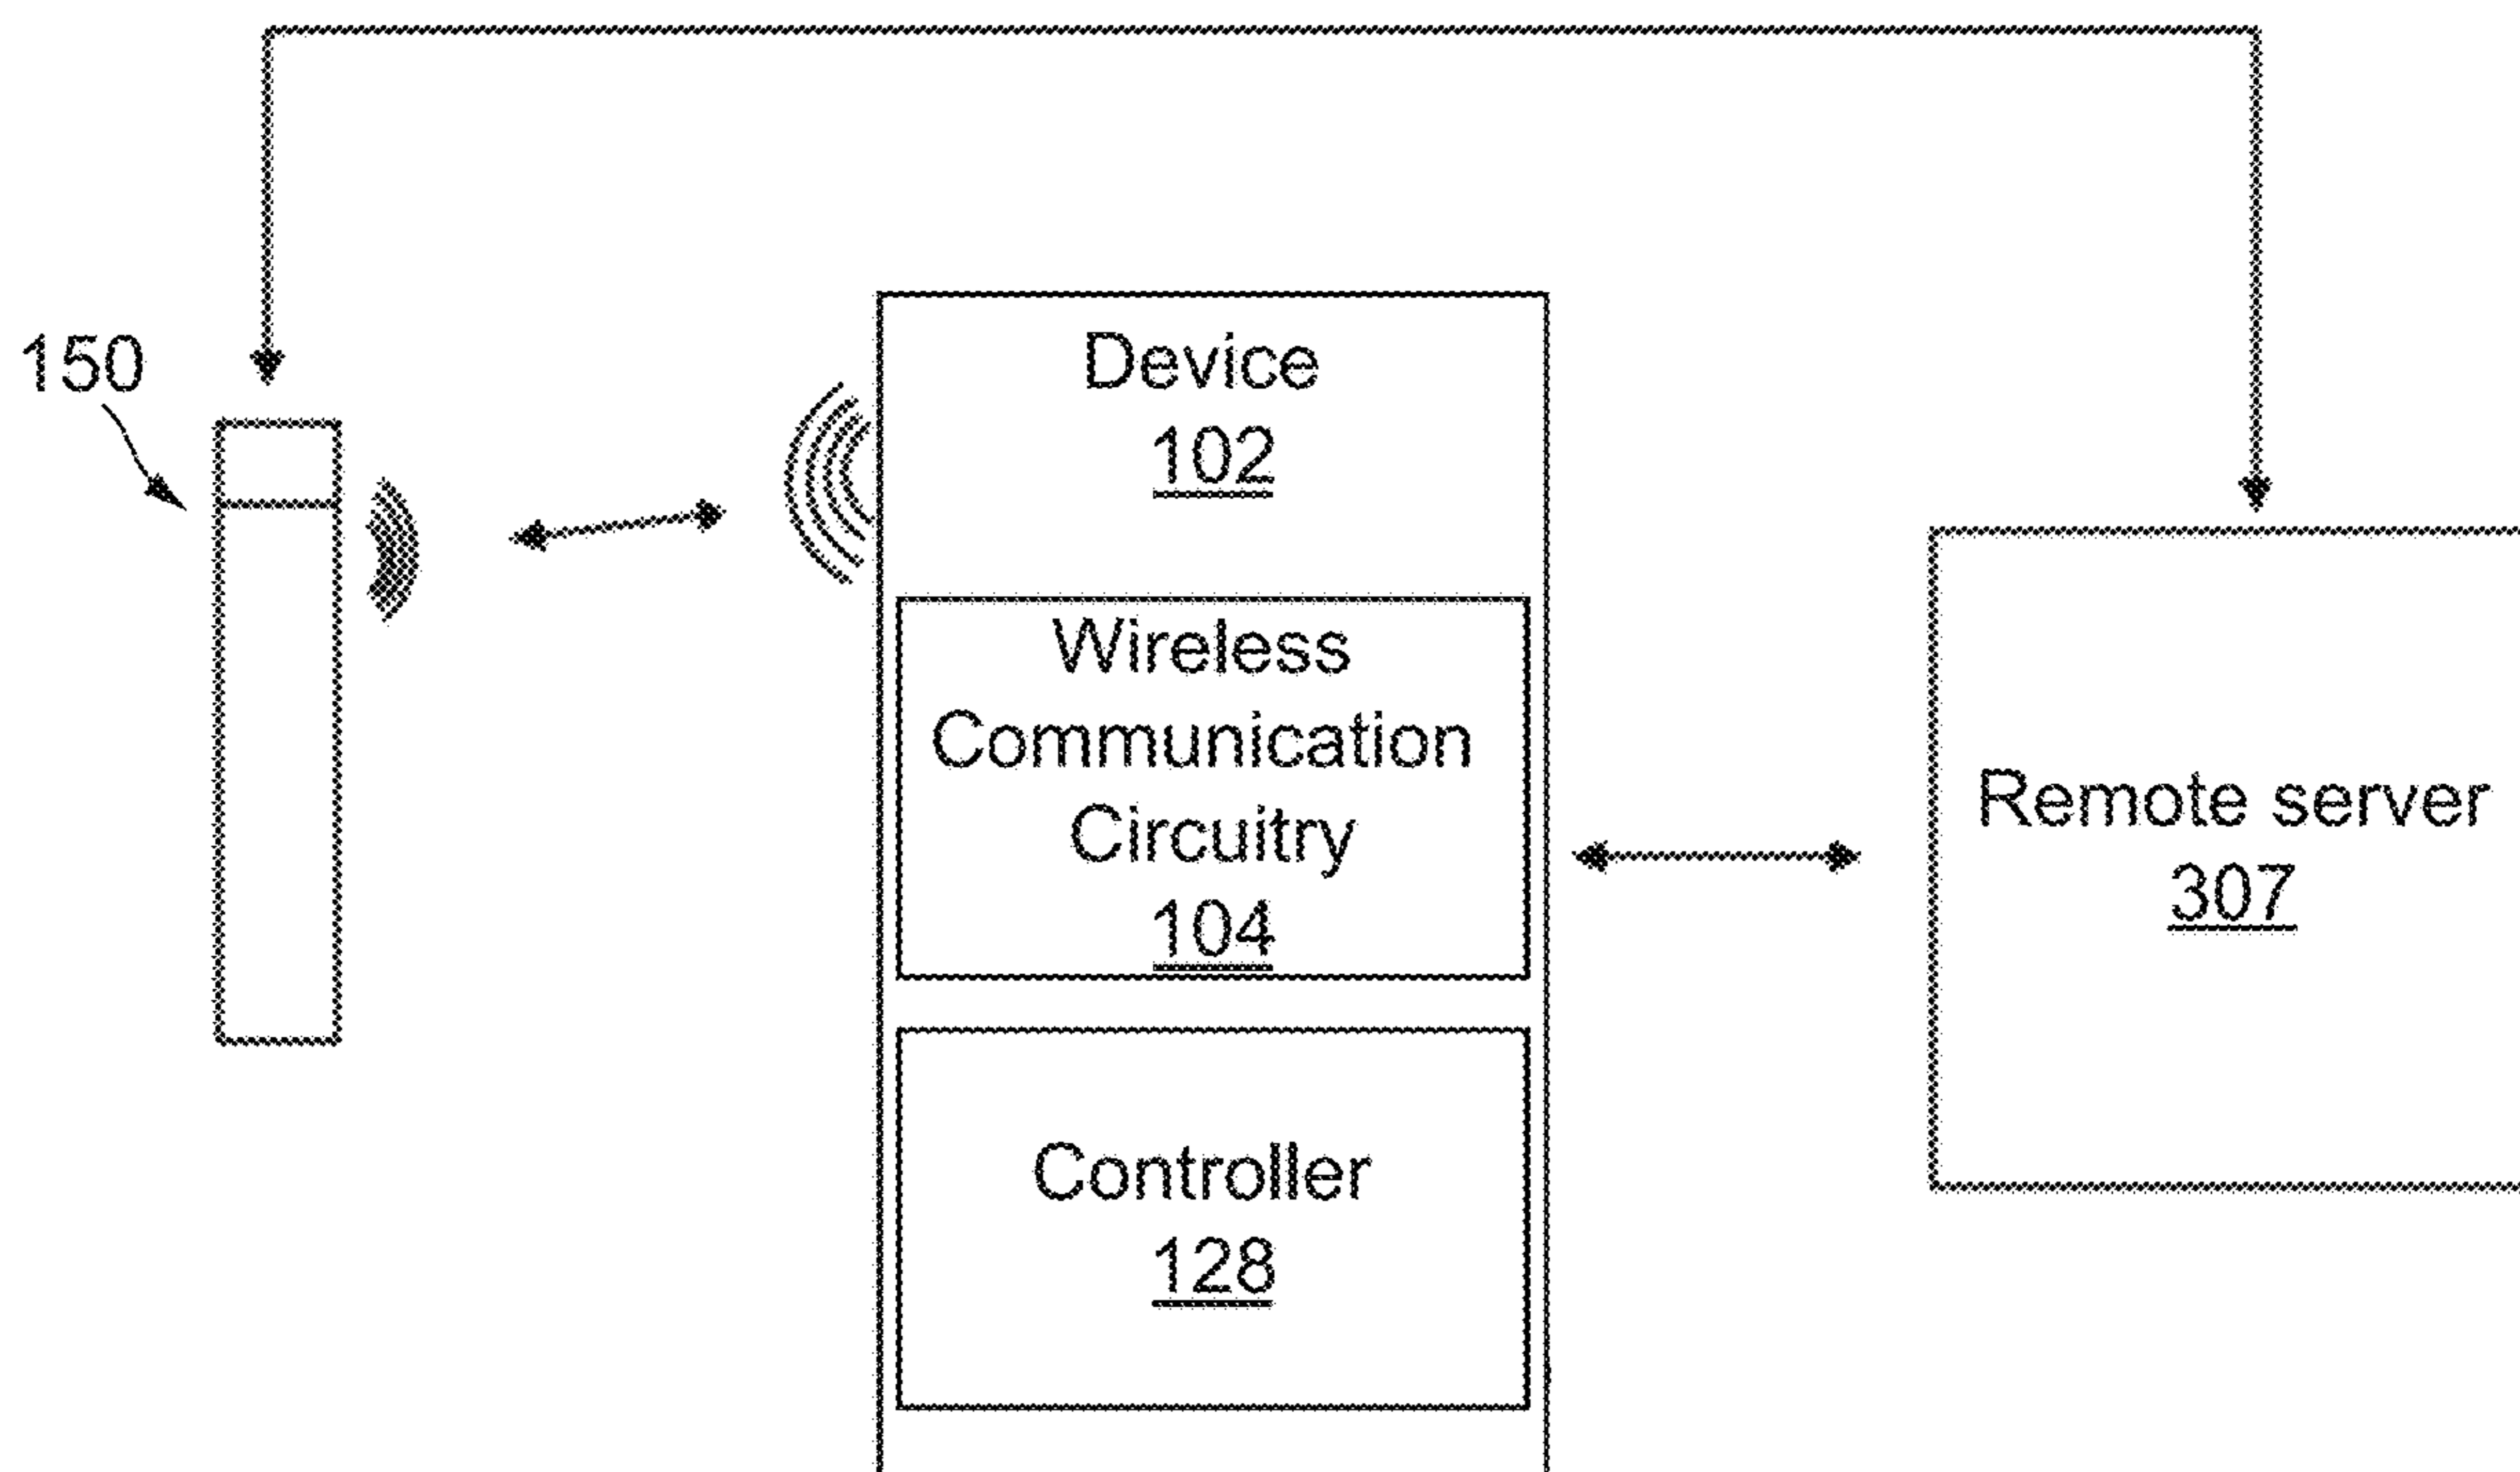 150
Device
102
Wireless
Communication
Circuitry
104
Controller
128
Remote server
307